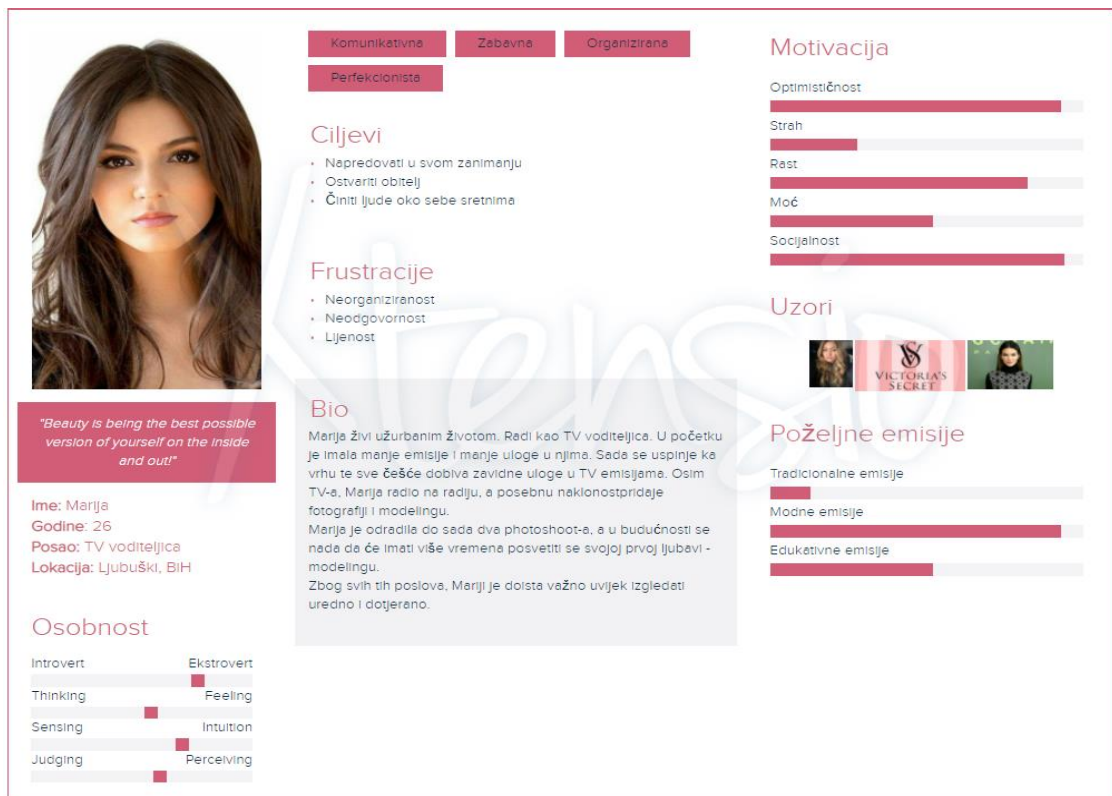 Komunikativna Zabavna Organizirana
Perfekcionista
Ciljevi
Napredovati u svom zanimanju
Ostvariti obitelj
Činiti ljude oko sebe sretnima
Frustracije
Neorganiziranost
Neodgovornost
Lijenost
"Beauty is being the best possible
version of yourself on the inside
and out!"
Ime: Marija
Godine: 26
Posao: TV voditeljica
Lokacija: Ljubuški, BiH
Osobnost
Introvert Ekstrovert
Thinking Feeling
Sensing Intuition
Judging Perceiving
Bio
Marija živi užurbanim životom. Radi kao TV voditeljica. U početku
je imala manje emisije i manje uloge u njima. Sada se uspinje ka
vrhu te sve češće dobiva zavidne uloge u TV emisijama. Osim
TV-a, Marija radio na radiju, a posebnu naklonostpridaje
fotografiji i modelingu.
Marija je odradila do sada dva photoshoot-a, a u budućnosti se
nada da će imati više vremena posvetiti se svojoj prvoj ljubavi -
modelingu.
Zbog svih tih poslova, Mariji je doista važno uvijek izgledati
uredno i dotjerano.
Motivacija
Optimističnost
Strah
Rast
Moć
Socijalnost
Uzori
VS
VICTORIA'S
SECRET
Poželjne emisije
Tradicionalne emisije
Modne emisije
Edukativne emisije
Xtensio